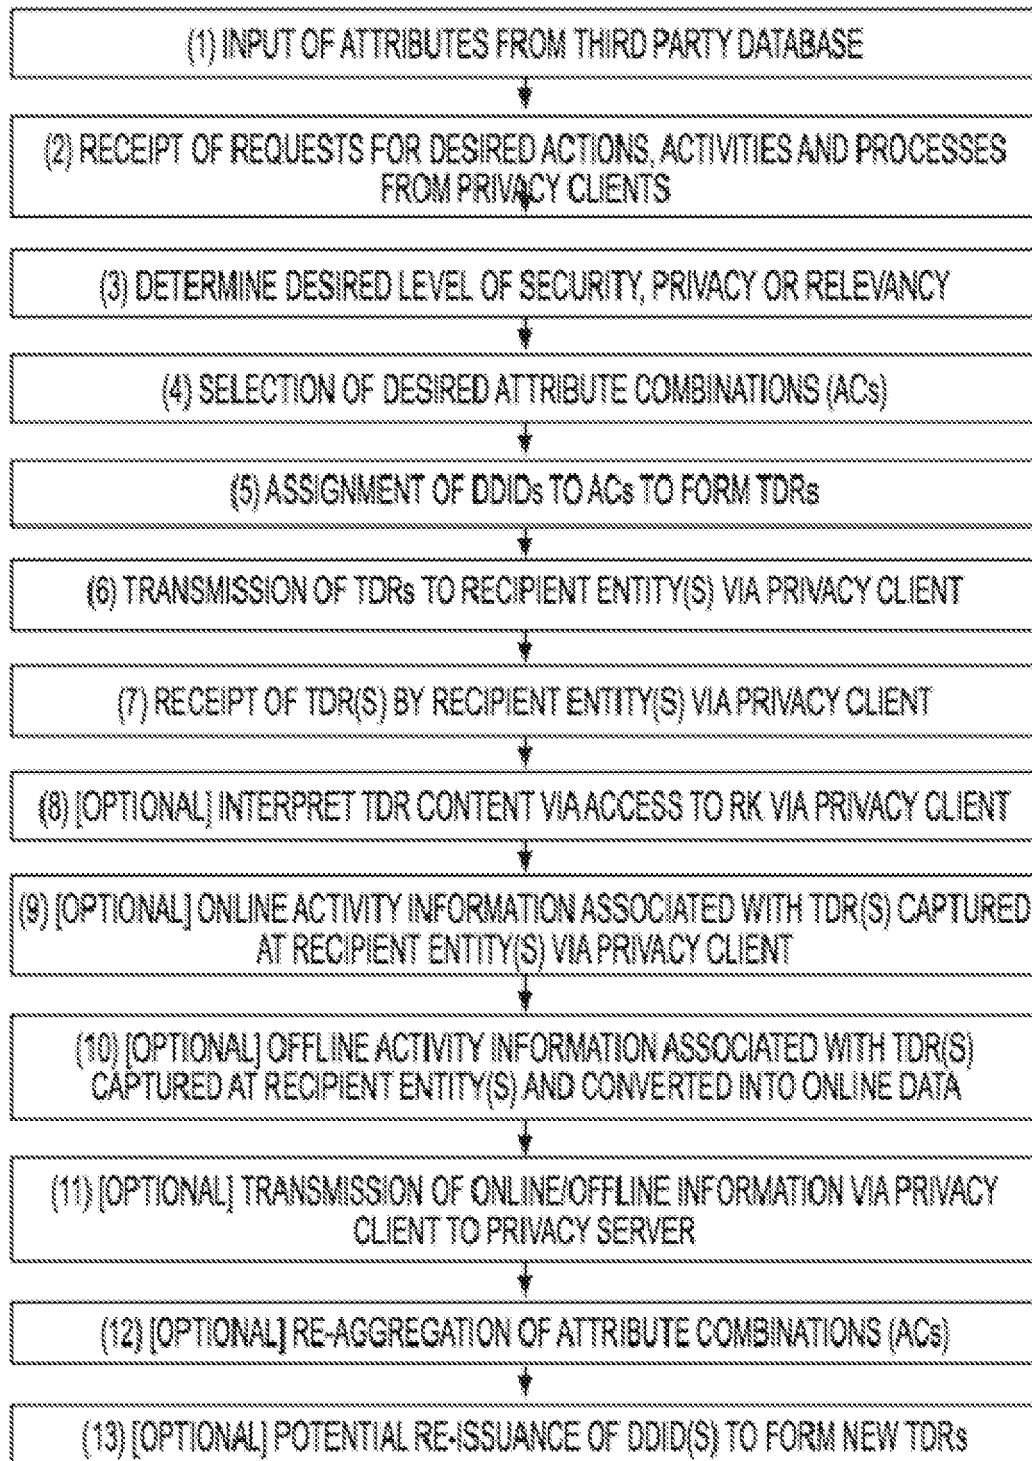 (1) INPUT OF ATTRIBUTES FROM THIRD PARTY DATABASE
(2) RECEIPT OF REQUESTS FOR DESIRED ACTIONS, ACTIVITIES AND PROCESSES
FROM PRIVACY CLIENTS
(3) DETERMINE DESIRED LEVEL OF SECURITY, PRIVACY OR RELEVANCY
(4) SELECTION OF DESIRED ATTRIBUTE COMBINATIONS (ACs)
(5) ASSIGNMENT OF DDIDs TO ACs TO FORM TDRs
(6) TRANSMISSION OF TDRs TO RECIPIENT ENTITY(S) VIA PRIVACY CLIENT
(7) RECEIPT OF TDR(S) BY RECIPIENT ENTITY(S) VIA PRIVACY CLIENT
(8) [OPTIONAL] INTERPRET TDR CONTENT VIA ACCESS TO RK VIA PRIVACY CLIENT
(9) [OPTIONAL] ONLINE ACTIVITY INFORMATION ASSOCIATED WITH TDR(S) CAPTURED
AT RECIPIENT ENTITY(S) VIA PRIVACY CLIENT
(10) [OPTIONAL] OFFLINE ACTIVITY INFORMATION ASSOCIATED WITH TDR(S)
CAPTURED AT RECIPIENT ENTITY(S) AND CONVERTED INTO ONLINE DATA
(11) [OPTIONAL] TRANSMISSION OF ONLINE/OFFLINE INFORMATION VIA PRIVACY
CLIENT TO PRIVACY SERVER
(12) [OPTIONAL] RE-AGGREGATION OF ATTRIBUTE COMBINATIONS (ACs)
(13) [OPTIONAL] POTENTIAL RE-ISSUANCE OF DDID(S) TO FORM NEW TDRs